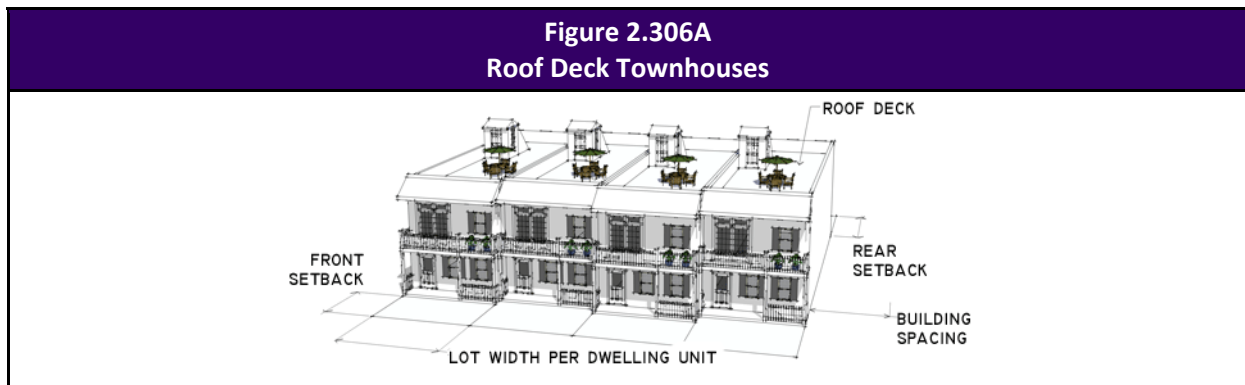 Figure 2.306A
Roof Deck Townhouses
ROOF DECK
FRONT
SETBACK
REAR
SETBACK
BUILDING
SPACING
LOT WIDTH PER DWELLING UNIT